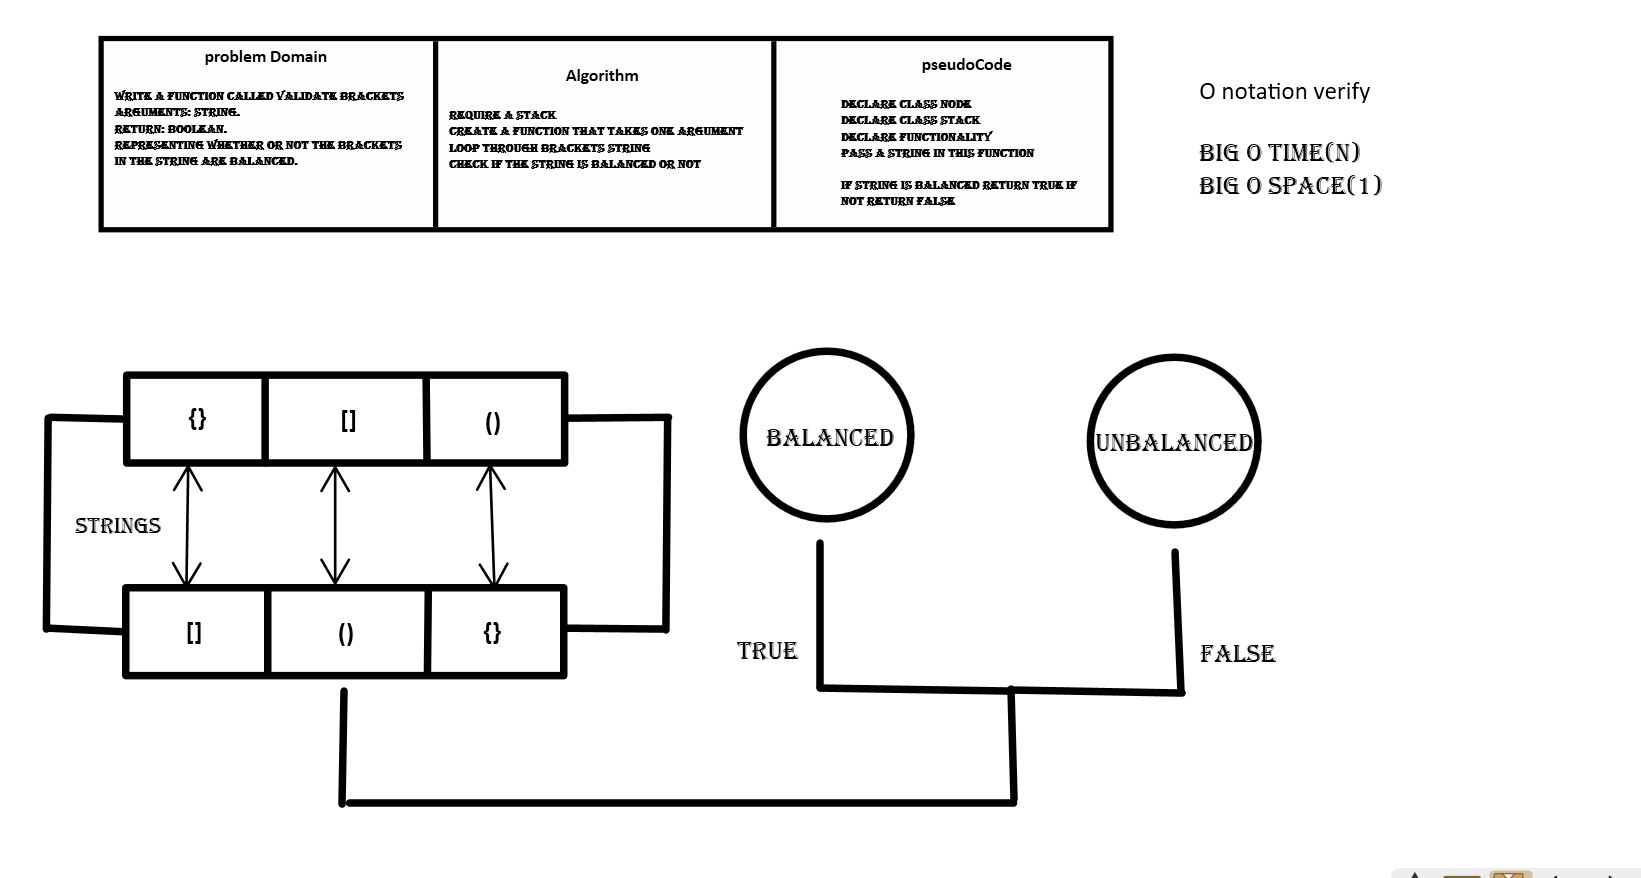 problem Domain
WRITE A FUNCTION CALLED VALIDATE BRACKETS
ARGUMENTS: STRING.
RETURN: BOOLEAN.
REPRESENTING WHETHER OR NOT THE BRACKETS
IN THE STRING ARE BALANCED.
Algorithm
REQUIRE A STACK
CREATE A FUNCTION THAT TAKES ONE ARGUMENT
LOOP THROUGH BRACKETS STRING
CHECK IF THE STRING IS BALANCED OR NOT
pseudoCode
DECLARE CLASS NODE
DECLARE CLASS STACK
DECLARE FUNCTIONALITY
PASS A STRING IN THIS FUNCTION
IF STRING IS BALANCED RETURN TRUE IF
NOT RETURN FALSE
O notation verify
BIG O TIME(N)
BIG O SPACE(1)
{} [] ()
STRINGS
[] () {}
BALANCED
UNBALANCED
TRUE
FALSE